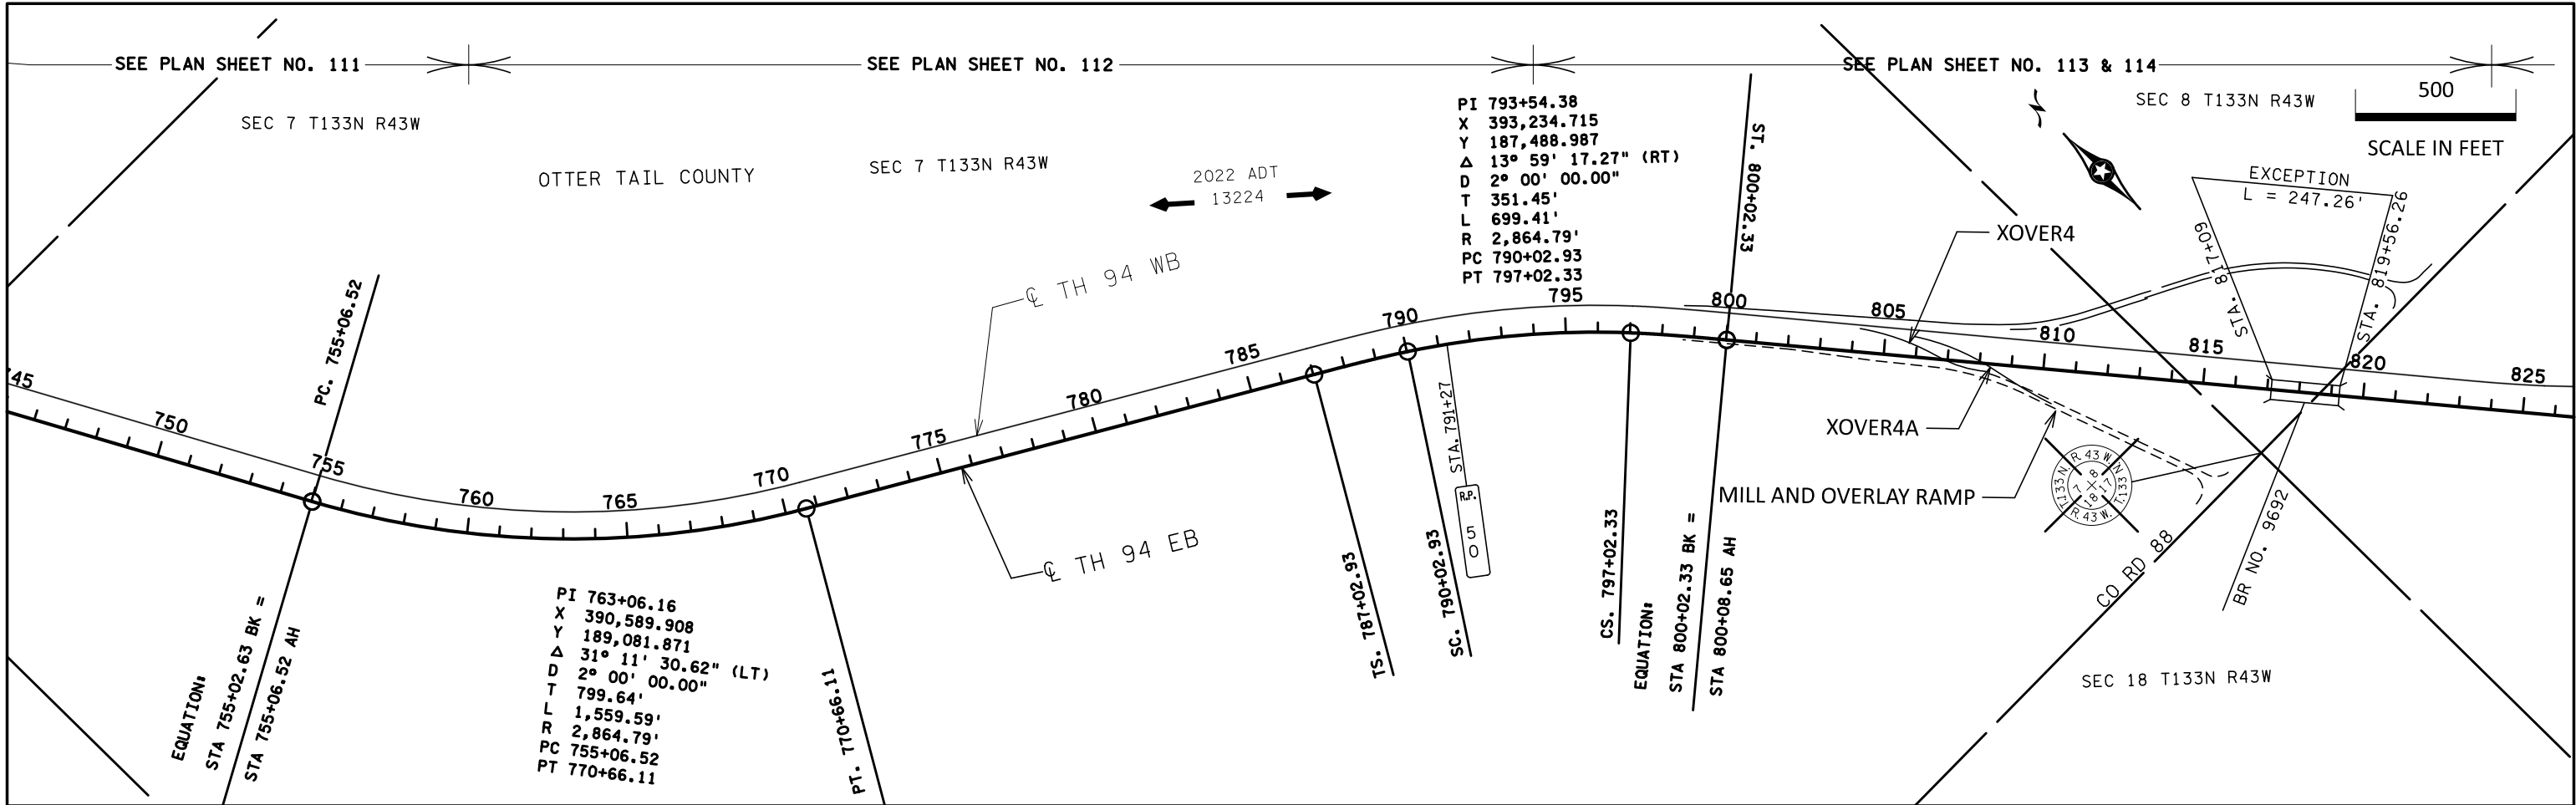 SEE PLAN SHEET NO. 111
SEE PLAN SHEET NO. 112
SEE PLAN SHEET NO. 113 & 114
SEC 7 T133N R43W
OTTER TAIL COUNTY
SEC 7 T133N R43W
2022 ADT
13224
PI 793+54.38
X 393,234.715
Y 187,488.987
Δ 13° 59' 17.27" (RT)
D 2° 00' 00.00"
T 351.45'
L 699.41'
R 2,864.79'
PC 790+02.93
PT 797+02.33
ST. 800+02.33
SEC 8 T133N R43W
500
SCALE IN FEET
EXCEPTION
L = 247.26'
STA. 817+09
STA. 819+56.26
XOVER4
℄ TH 94 WB
PC. 755+06.52
745
750
755
760
765
770
775
780
785
790
795
800
805
810
815
820
825
STA. 791+27
R.P.
50
XOVER4A
MILL AND OVERLAY RAMP
R. 43 W.
T.133 N.
T.133 N.
R. 43 W.
7 8
18 17
CO RD 88
BR NO. 9692
℄ TH 94 EB
EQUATION:
STA 755+02.63 BK =
STA 755+06.52 AH
PI 763+06.16
X 390,589.908
Y 189,081.871
Δ 31° 11' 30.62" (LT)
D 2° 00' 00.00"
T 799.64'
L 1,559.59'
R 2,864.79'
PC 755+06.52
PT 770+66.11
PT. 770+66.11
TS. 787+02.93
SC. 790+02.93
CS. 797+02.33
EQUATION:
STA 800+02.33 BK =
STA 800+08.65 AH
SEC 18 T133N R43W